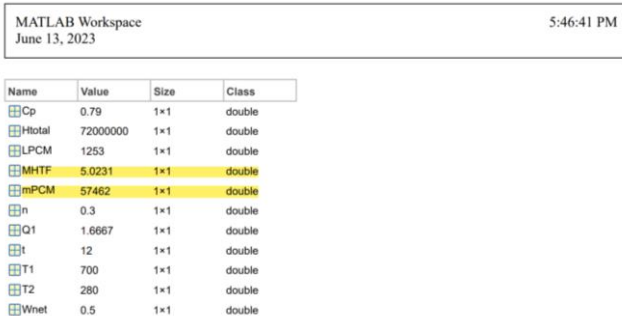 MATLAB Workspace 5:46:41 PM
June 13, 2023
Name Value Size Class
Cp 0.79 1×1 double
Htotal 72000000 1×1 double
LPCM 1253 1×1 double
MHTF 5.0231 1×1 double
mPCM 57462 1×1 double
n 0.3 1×1 double
Q1 1.6667 1×1 double
t 12 1×1 double
T1 700 1×1 double
T2 280 1×1 double
Wnet 0.5 1×1 double